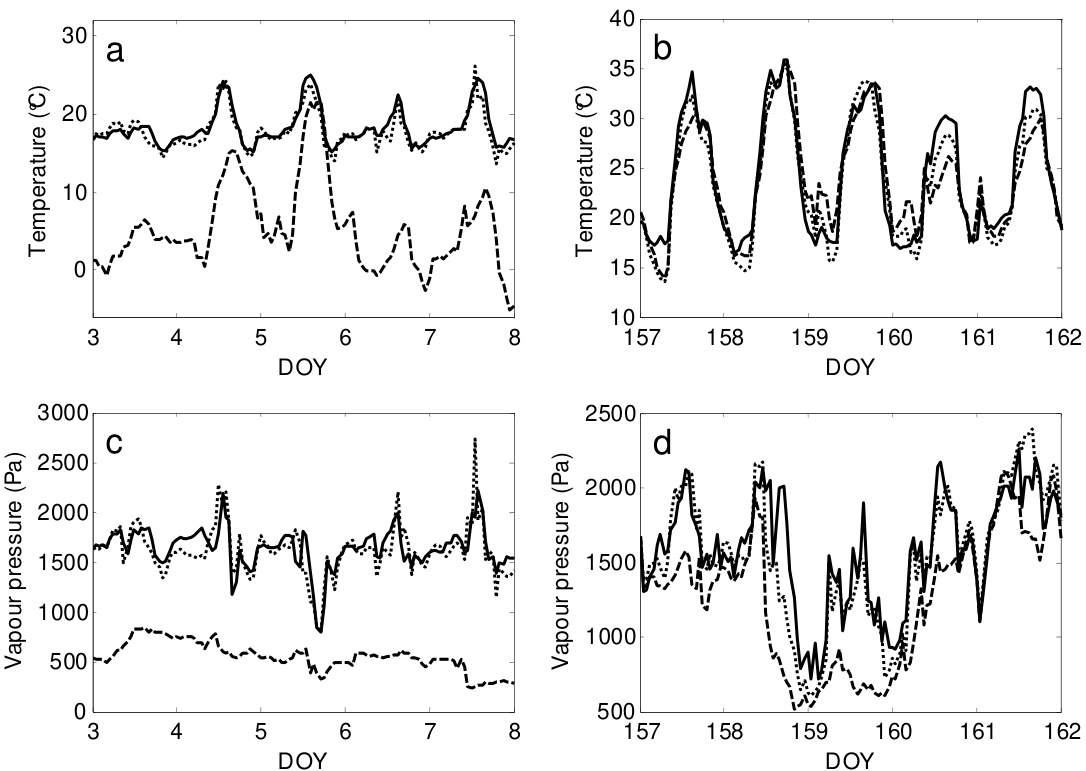 a
30
20
10
0
Temperature (°C)
3 4 5 6 7 8
DOY
b
40
35
30
25
20
15
10
Temperature (°C)
157 158 159 160 161 162
DOY
c
3000
2500
2000
1500
1000
500
0
Vapour pressure (Pa)
3 4 5 6 7 8
DOY
d
2500
2000
1500
1000
500
Vapour pressure (Pa)
157 158 159 160 161 162
DOY